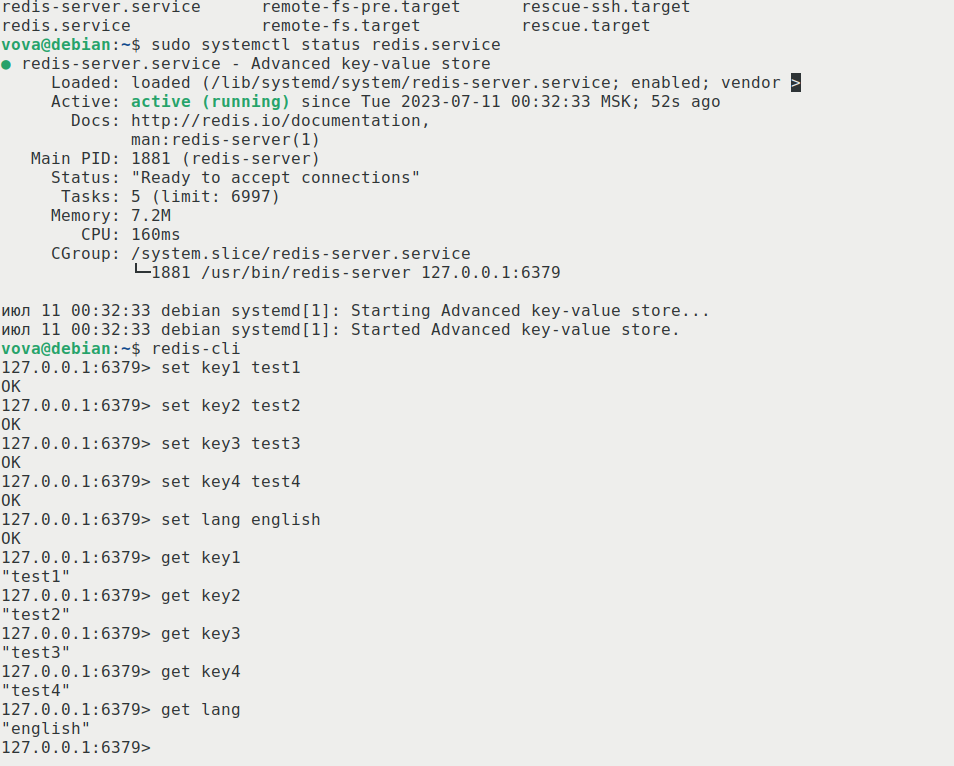 redis-server.service      remote-fs-pre.target      rescue-ssh.target
redis.service             remote-fs.target          rescue.target
vova@debian:~$ sudo systemctl status redis.service
● redis-server.service - Advanced key-value store
     Loaded: loaded (/lib/systemd/system/redis-server.service; enabled; vendor >
     Active: active (running) since Tue 2023-07-11 00:32:33 MSK; 52s ago
       Docs: http://redis.io/documentation,
             man:redis-server(1)
   Main PID: 1881 (redis-server)
     Status: "Ready to accept connections"
      Tasks: 5 (limit: 6997)
     Memory: 7.2M
        CPU: 160ms
     CGroup: /system.slice/redis-server.service
             └─1881 /usr/bin/redis-server 127.0.0.1:6379

июл 11 00:32:33 debian systemd[1]: Starting Advanced key-value store...
июл 11 00:32:33 debian systemd[1]: Started Advanced key-value store.
vova@debian:~$ redis-cli
127.0.0.1:6379> set key1 test1
OK
127.0.0.1:6379> set key2 test2
OK
127.0.0.1:6379> set key3 test3
OK
127.0.0.1:6379> set key4 test4
OK
127.0.0.1:6379> set lang english
OK
127.0.0.1:6379> get key1
"test1"
127.0.0.1:6379> get key2
"test2"
127.0.0.1:6379> get key3
"test3"
127.0.0.1:6379> get key4
"test4"
127.0.0.1:6379> get lang
"english"
127.0.0.1:6379>